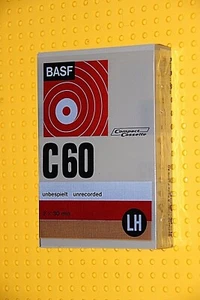 BASF
Compact
Cassette
C60
unbespielt unrecorded
LH